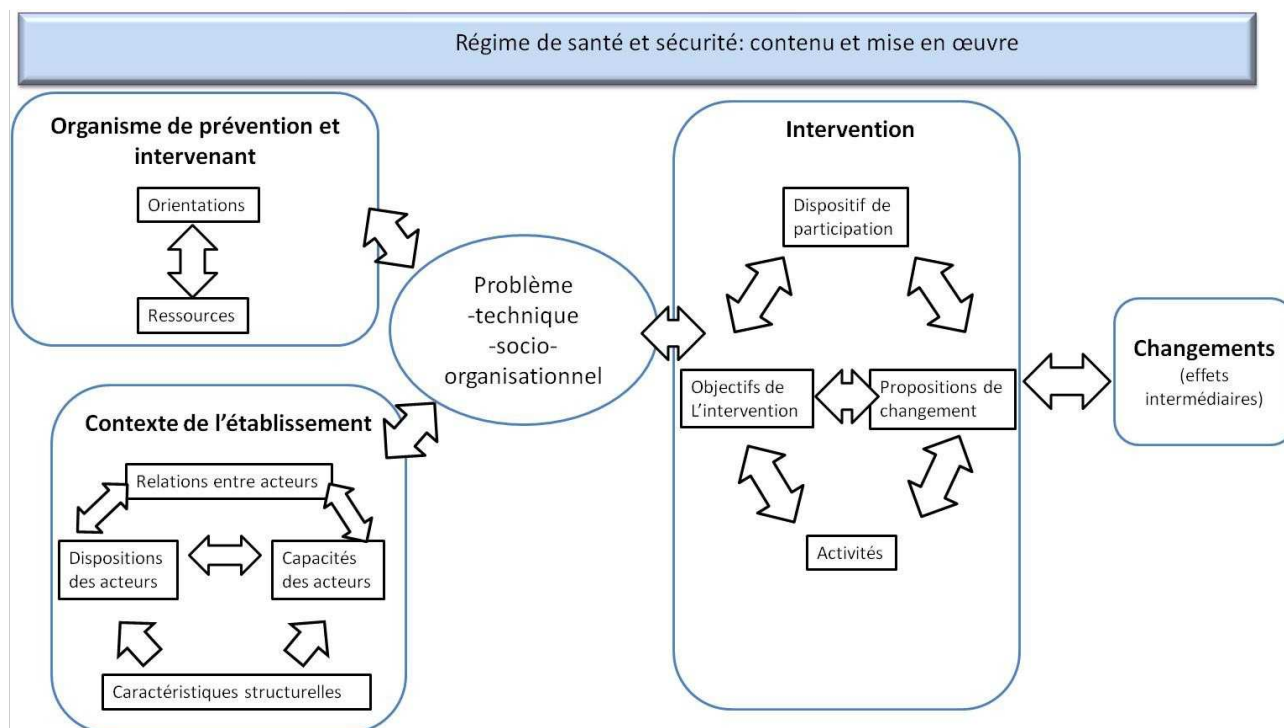 Régime de santé et sécurité: contenu et mise en œuvre
Organisme de prévention et
intervenant
Orientations
Ressources
Contexte de l'établissement
Relations entre acteurs
Dispositions
des acteurs
Capacités
des acteurs
Caractéristiques structurelles
Problème
-technique
-socio-
organisationnel
Intervention
Dispositif de
participation
Objectifs de
L'intervention
Propositions de
changement
Activités
Changements
(effets
intermédiaires)